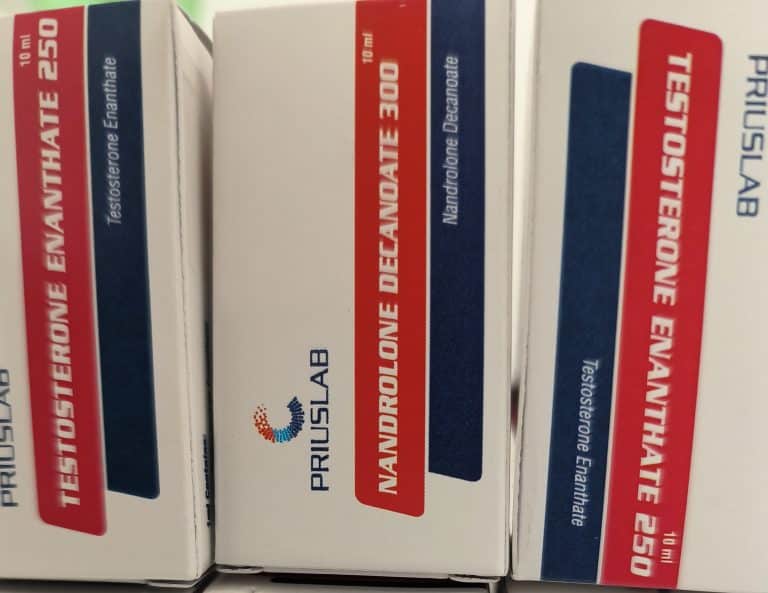 PRIUSLAB
10 ml
TESTOSTERONE ENANTHATE 250
Testosterone Enanthate
PRIUSLAB
10 ml
NANDROLONE DECANOATE 300
Nandrolone Decanoate
Testosterone Enanthate
TESTOSTERONE ENANTHATE 250
10 ml
PRIUSLAB